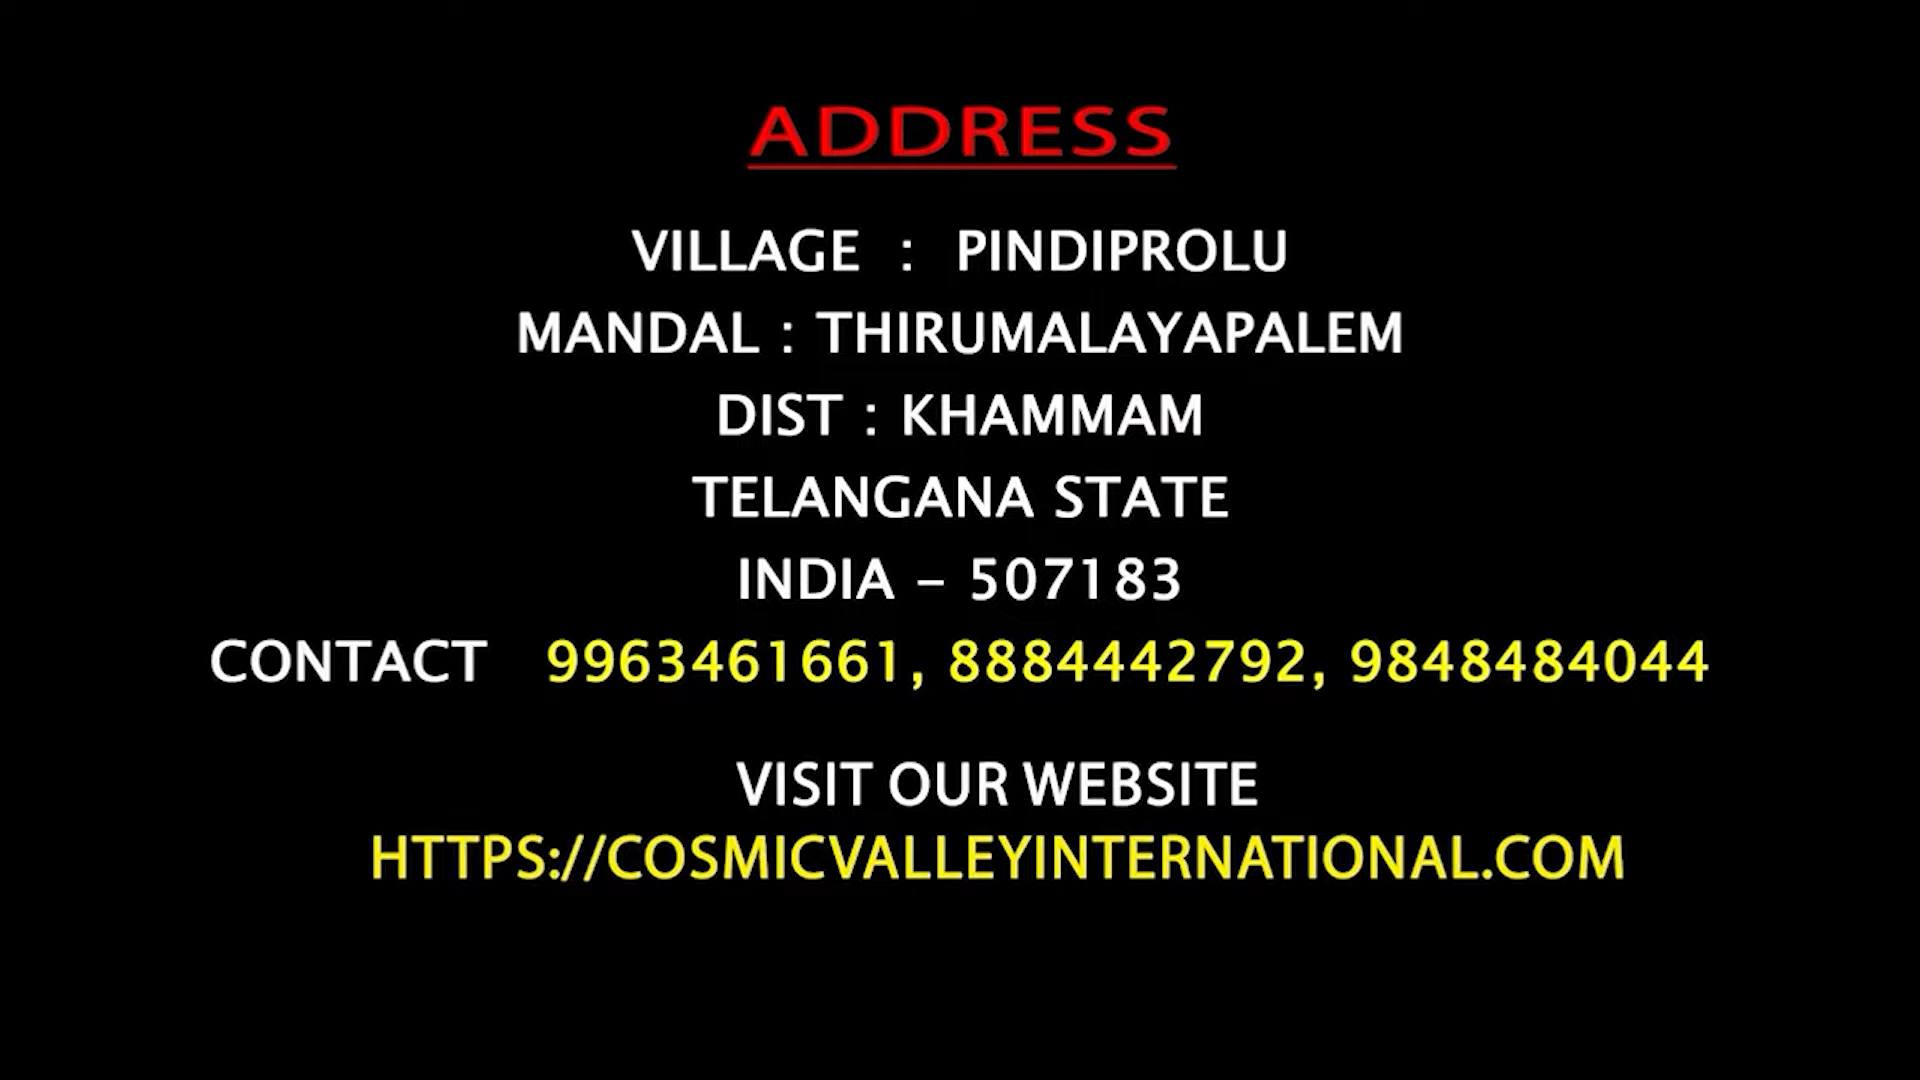 ADDRESS
VILLAGE : PINDIPROLU
MANDAL : THIRUMALAYAPALEM
DIST : KHAMMAM
TELANGANA STATE
INDIA - 507183
CONTACT 9963461661, 8884442792, 9848484044
VISIT OUR WEBSITE
HTTPS://COSMICVALLEYINTERNATIONAL.COM